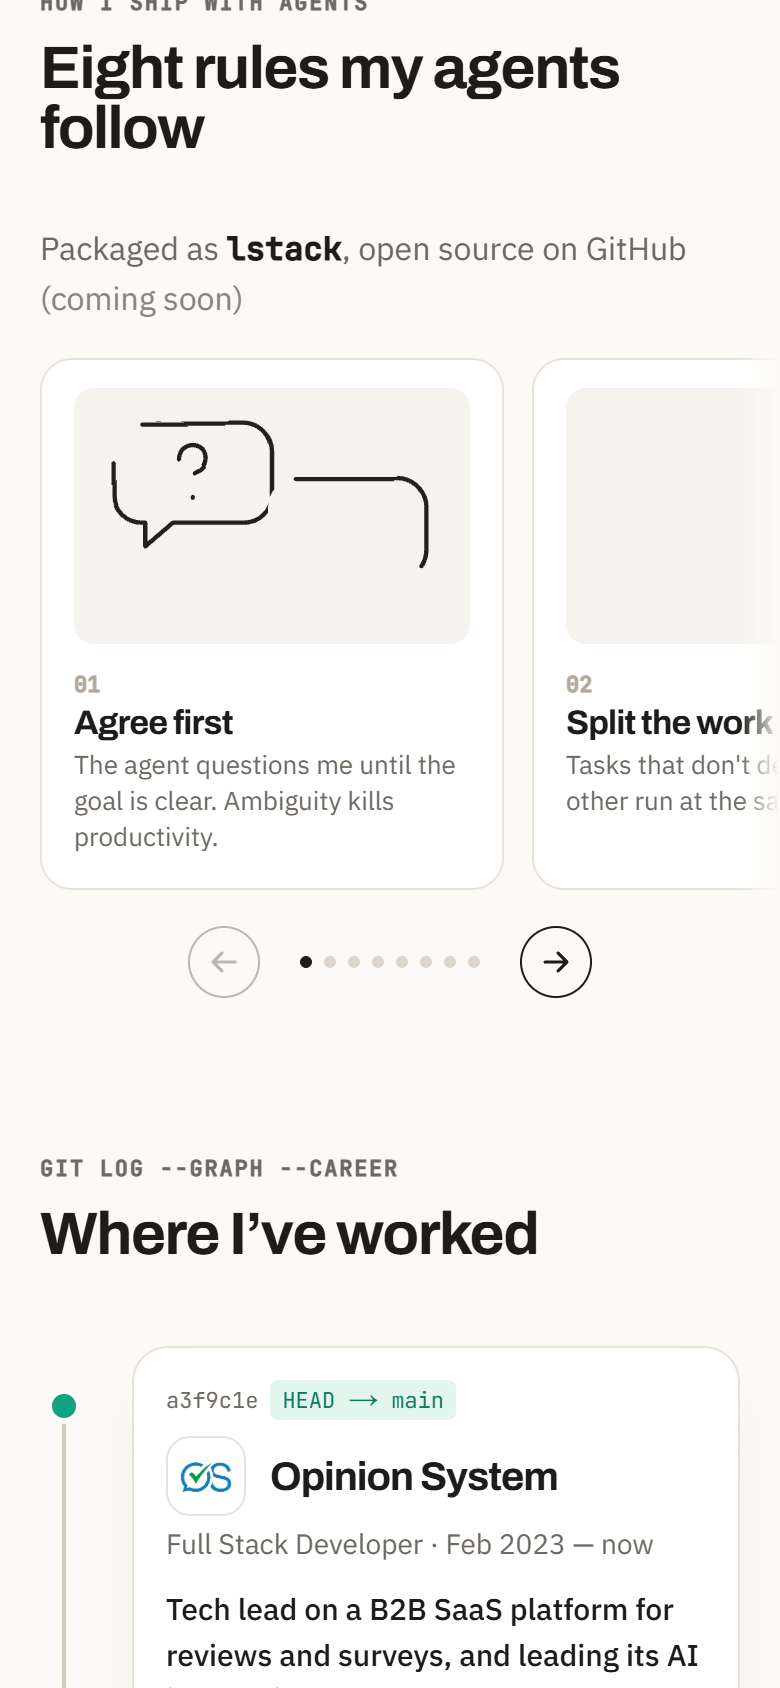 HOW I SHIP WITH AGENTS
Eight rules my agents
follow
Packaged as lstack, open source on GitHub
(coming soon)
?
01
Agree first
The agent questions me until the
goal is clear. Ambiguity kills
productivity.
02
Split the work
Tasks that don't
other run at the
GIT LOG --GRAPH --CAREER
Where I’ve worked
a3f9c1e HEAD → main
OS
Opinion System
Full Stack Developer · Feb 2023 — now
Tech lead on a B2B SaaS platform for
reviews and surveys, and leading its AI